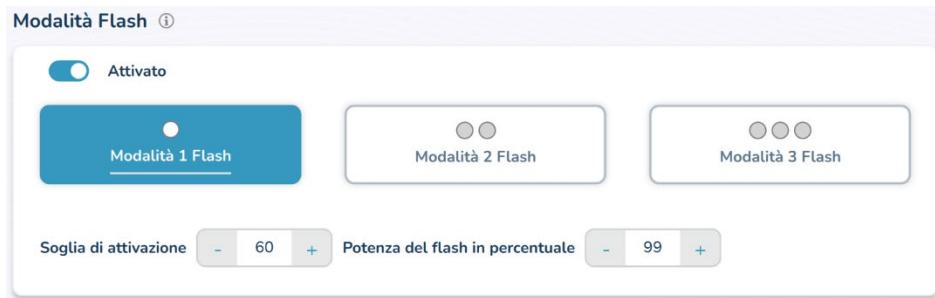 Modalità Flash
Attivato
Modalità 1 Flash
Modalità 2 Flash
Modalità 3 Flash
Soglia di attivazione - 60 + Potenza del flash in percentuale - 99 +